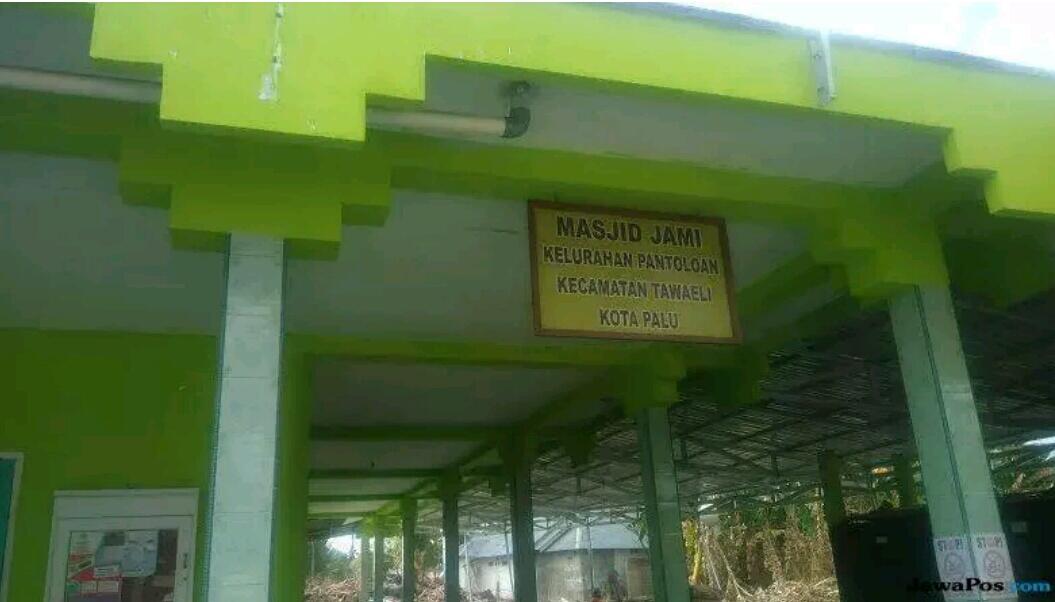 MASJID JAMI
KELURAHAN PANTOLOAN
KECAMATAN TAWAELI
KOTA PALU
STOP! STOP!
JawaPos.com